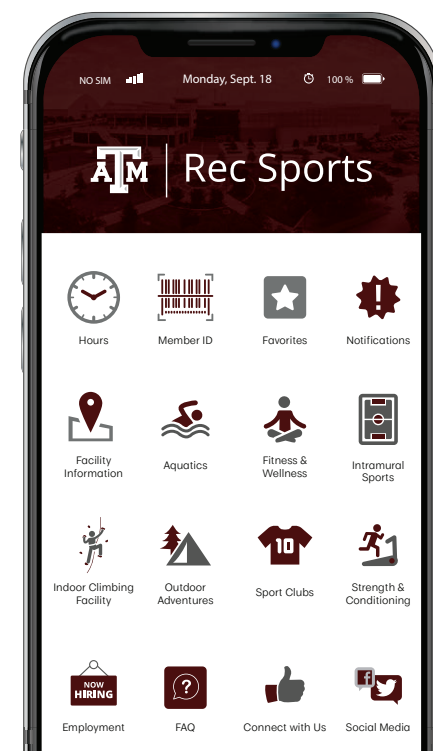 NO SIM Monday, Sept. 18 100 %
ATM Rec Sports
Hours Member ID Favorites Notifications
Facility
Information
Aquatics
Fitness &
Wellness
Intramural
Sports
Indoor Climbing
Facility
Outdoor
Adventures
10
Sport Clubs
Strength &
Conditioning
NOW
HIRING
Employment
?
FAQ
Connect with Us
f
Social Media